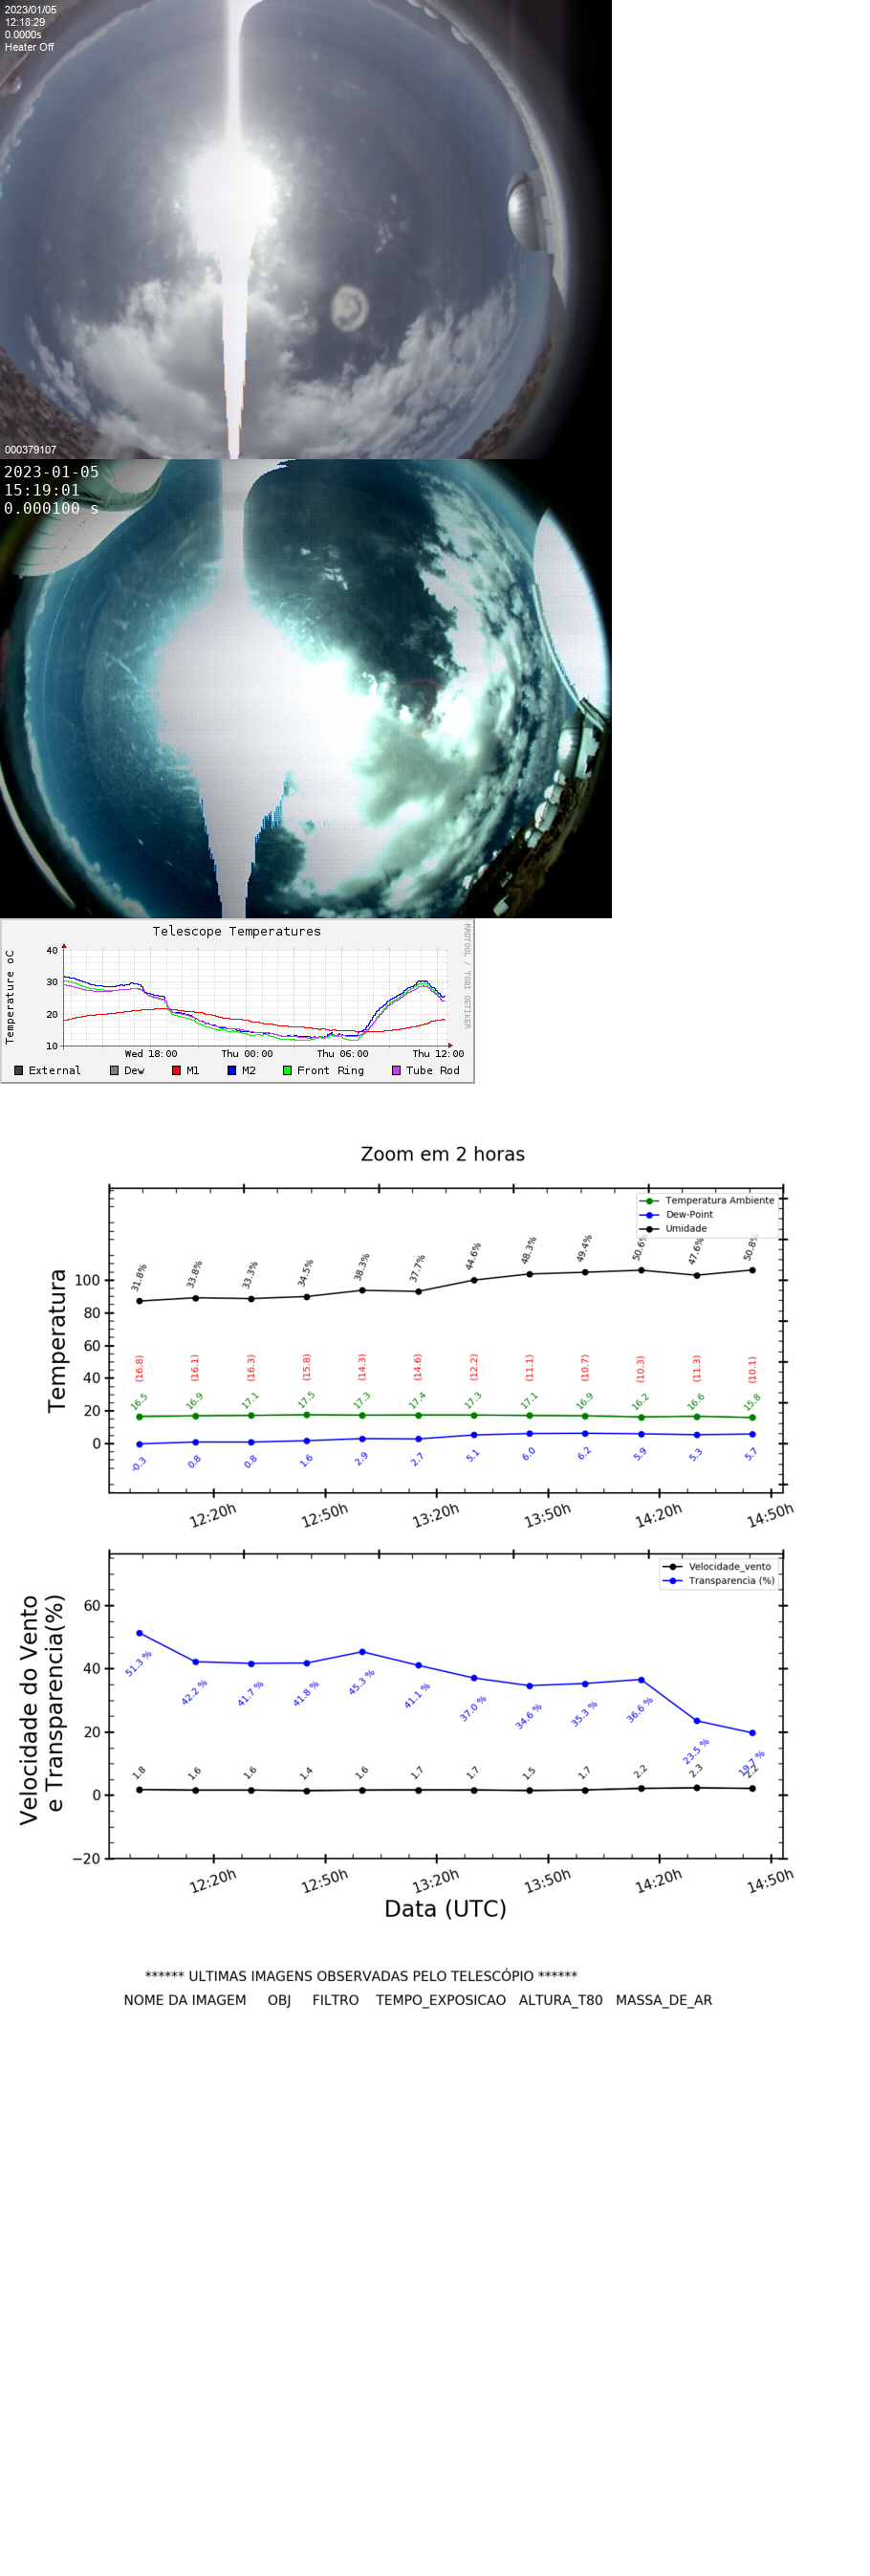 2023/01/05
12:18:29
0.0000s
Heater Off
000379107
2023-01-05
15:19:01
0.000100 s
Telescope Temperatures
Temperature oC
40
30
20
10
Wed 18:00 Thu 00:00 Thu 06:00 Thu 12:00
External Dew M1 M2 Front Ring Tube Rod
RRDTOOL / TOBI OETIKER
Zoom em 2 horas
Temperatura Ambiente
Dew-Point
Umidade
Temperatura
100
80
60
40
20
0
31.8% 33.8% 33.3% 34.5% 38.3% 37.7% 44.6% 48.3% 49.4% 50.6% 47.6% 50.8%
(16.8) (16.1) (16.3) (15.8) (14.3) (14.6) (12.2) (11.1) (10.7) (10.3) (11.3) (10.1)
16.5 16.9 17.1 17.5 17.3 17.4 17.3 17.1 16.9 16.2 16.6 15.8
-0.3 0.8 0.8 1.6 2.9 2.7 5.1 6.0 6.2 5.9 5.3 5.7
12:20h 12:50h 13:20h 13:50h 14:20h 14:50h
Velocidade_vento
Transparencia (%)
Velocidade do Vento
e Transparencia(%)
60
40
20
0
−20
51.3 % 42.2 % 41.7 % 41.8 % 45.3 % 41.1 % 37.0 % 34.6 % 35.3 % 36.6 % 23.5 % 19.7 %
1.8 1.6 1.6 1.4 1.6 1.7 1.7 1.5 1.7 2.2 2.3 2.2
12:20h 12:50h 13:20h 13:50h 14:20h 14:50h
Data (UTC)
****** ULTIMAS IMAGENS OBSERVADAS PELO TELESCÓPIO ******
NOME DA IMAGEM OBJ FILTRO TEMPO_EXPOSICAO ALTURA_T80 MASSA_DE_AR